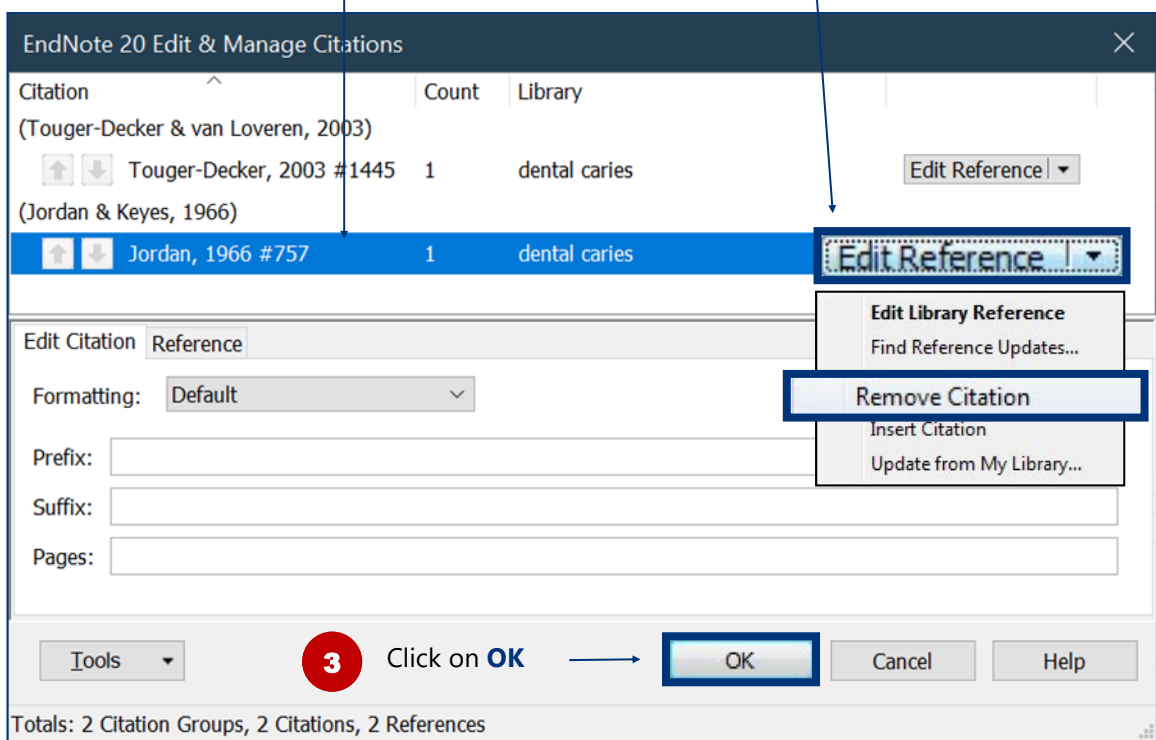 EndNote 20 Edit & Manage Citations
Citation Count Library
(Touger-Decker & van Loveren, 2003)
Touger-Decker, 2003 #1445 1 dental caries Edit Reference
(Jordan & Keyes, 1966)
Jordan, 1966 #757 1 dental caries Edit Reference
Edit Library Reference
Find Reference Updates...
Remove Citation
Insert Citation
Update from My Library...
Edit Citation Reference
Formatting: Default
Prefix:
Suffix:
Pages:
Tools 3 Click on OK OK Cancel Help
Totals: 2 Citation Groups, 2 Citations, 2 References